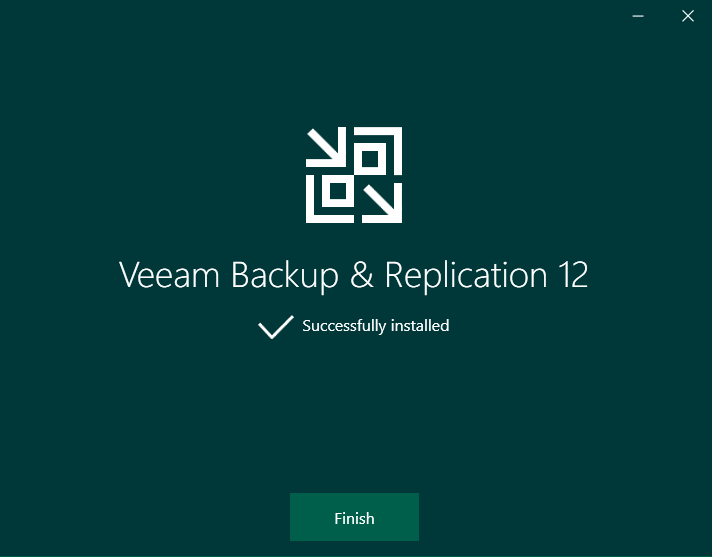 Veeam Backup & Replication 12
Successfully installed
Finish